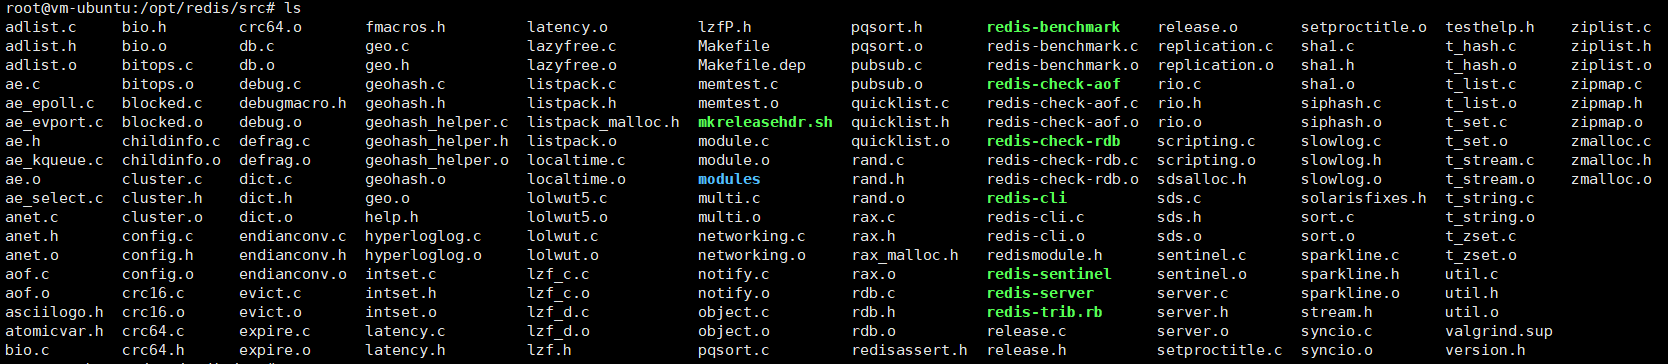 root@vm-ubuntu:/opt/redis/src# ls
adlist.c bio.h crc64.o fmacros.h latency.o lzfP.h pqsort.h redis-benchmark release.o setproctitle.o testhelp.h ziplist.c
adlist.h bio.o db.c geo.c lazyfree.c Makefile pqsort.o redis-benchmark.c replication.c sha1.c t_hash.c ziplist.h
adlist.o bitops.c db.o geo.h lazyfree.o Makefile.dep pubsub.c redis-benchmark.o replication.o sha1.h t_hash.o ziplist.o
ae.c bitops.o debug.c geohash.c listpack.c memtest.c pubsub.o redis-check-aof rio.c sha1.o t_list.c zipmap.c
ae_epoll.c blocked.c debugmacro.h geohash.h listpack.h memtest.o quicklist.c redis-check-aof.c rio.h siphash.c t_list.o zipmap.h
ae_evport.c blocked.o debug.o geohash_helper.c listpack_malloc.h mkreleasehdr.sh quicklist.h redis-check-aof.o rio.o siphash.o t_set.c zipmap.o
ae.h childinfo.c defrag.c geohash_helper.h listpack.o module.c quicklist.o redis-check-rdb scripting.c slowlog.c t_set.o zmalloc.c
ae_kqueue.c childinfo.o defrag.o geohash_helper.o localtime.c module.o rand.c redis-check-rdb.c scripting.o slowlog.h t_stream.c zmalloc.h
ae.o cluster.c dict.c geohash.o localtime.o modules rand.h redis-check-rdb.o sdsalloc.h slowlog.o t_stream.o zmalloc.o
ae_select.c cluster.h dict.h geo.o lolwut5.c multi.c rand.o redis-cli sds.c solarisfixes.h t_string.c
anet.c cluster.o dict.o help.h lolwut5.o multi.o rax.c redis-cli.c sds.h sort.c t_string.o
anet.h config.c endianconv.c hyperloglog.c lolwut.c networking.c rax.h redis-cli.o sds.o sort.o t_zset.c
anet.o config.h endianconv.h hyperloglog.o lolwut.h networking.o rax_malloc.h redismodule.h sentinel.c sparkline.c t_zset.o
aof.c config.o endianconv.o intset.c lzf_c.c notify.c rax.o redis-sentinel sentinel.o sparkline.h util.c
aof.o crc16.c evict.c intset.h lzf_c.o notify.o rdb.c redis-server server.c sparkline.o util.h
asciilogo.h crc16.o evict.o intset.o lzf_d.c object.c rdb.h redis-trib.rb server.h stream.h util.o
atomicvar.h crc64.c expire.c latency.c lzf_d.o object.o rdb.o release.c server.o syncio.c valgrind.sup
bio.c crc64.h expire.o latency.h lzf.h pqsort.c redisassert.h release.h setproctitle.c syncio.o version.h